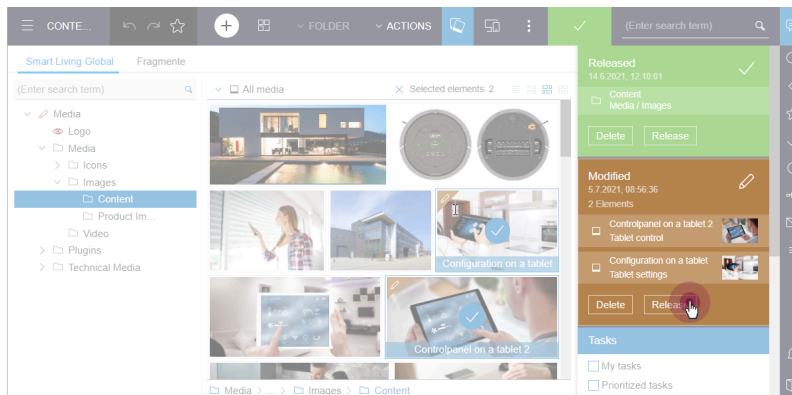 CONTE...
FOLDER
ACTIONS
(Enter search term)
Smart Living Global
Fragmente
(Enter search term)
All media
Selected elements: 2
Media
Logo
Media
Icons
Images
Content
Product Im...
Video
Plugins
Technical Media
Configuration on a tablet
Controlpanel on a tablet 2
Media > ... > Images > Content
Released
14.6.2021, 12:10:01
Content
Media / Images
Delete
Release
Modified
5.7.2021, 08:56:36
2 Elements
Controlpanel on a tablet 2
Tablet control
Configuration on a tablet
Tablet settings
Delete
Release
Tasks
My tasks
Prioritized tasks